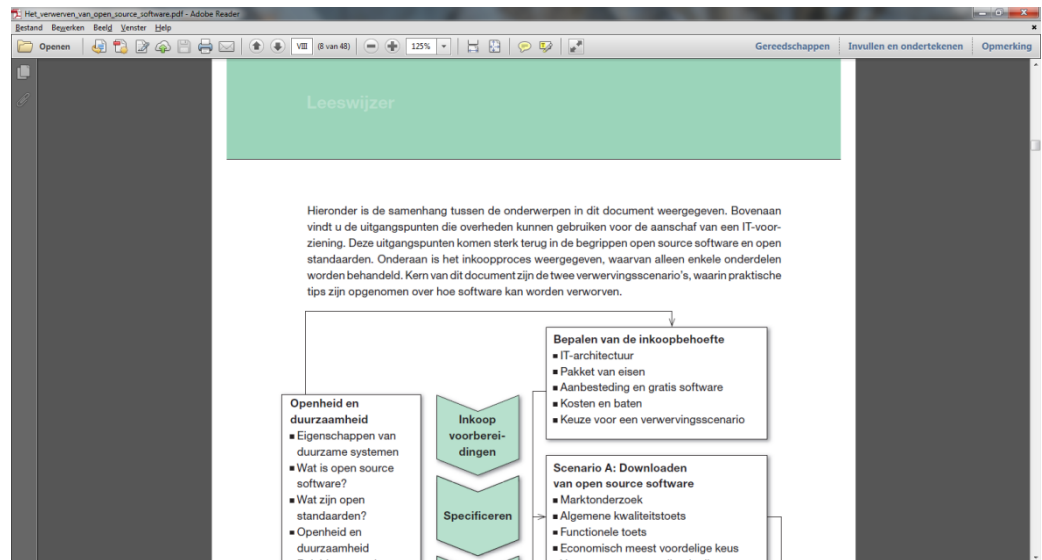 Het_verwerven_van_open_source_software.pdf - Adobe Reader
Bestand Bewerken Beeld Venster Help
Openen VIII (8 van 48) 125% Gereedschappen Invullen en ondertekenen Opmerking
Leeswijzer
Hieronder is de samenhang tussen de onderwerpen in dit document weergegeven. Bovenaan
vindt u de uitgangspunten die overheden kunnen gebruiken voor de aanschaf van een IT-voor-
ziening. Deze uitgangspunten komen sterk terug in de begrippen open source software en open
standaarden. Onderaan is het inkoopproces weergegeven, waarvan alleen enkele onderdelen
worden behandeld. Kern van dit document zijn de twee verwervingsscenario's, waarin praktische
tips zijn opgenomen over hoe software kan worden verworven.
Bepalen van de inkoopbehoefte
▪ IT-architectuur
▪ Pakket van eisen
▪ Aanbesteding en gratis software
▪ Kosten en baten
▪ Keuze voor een verwervingsscenario
Openheid en
duurzaamheid
▪ Eigenschappen van
duurzame systemen
▪ Wat is open source
software?
▪ Wat zijn open
standaarden?
▪ Openheid en
duurzaamheid
Inkoop
voorberei-
dingen
Specificeren
Scenario A: Downloaden
van open source software
▪ Marktonderzoek
▪ Algemene kwaliteitstoets
▪ Functionele toets
▪ Economisch meest voordelige keus